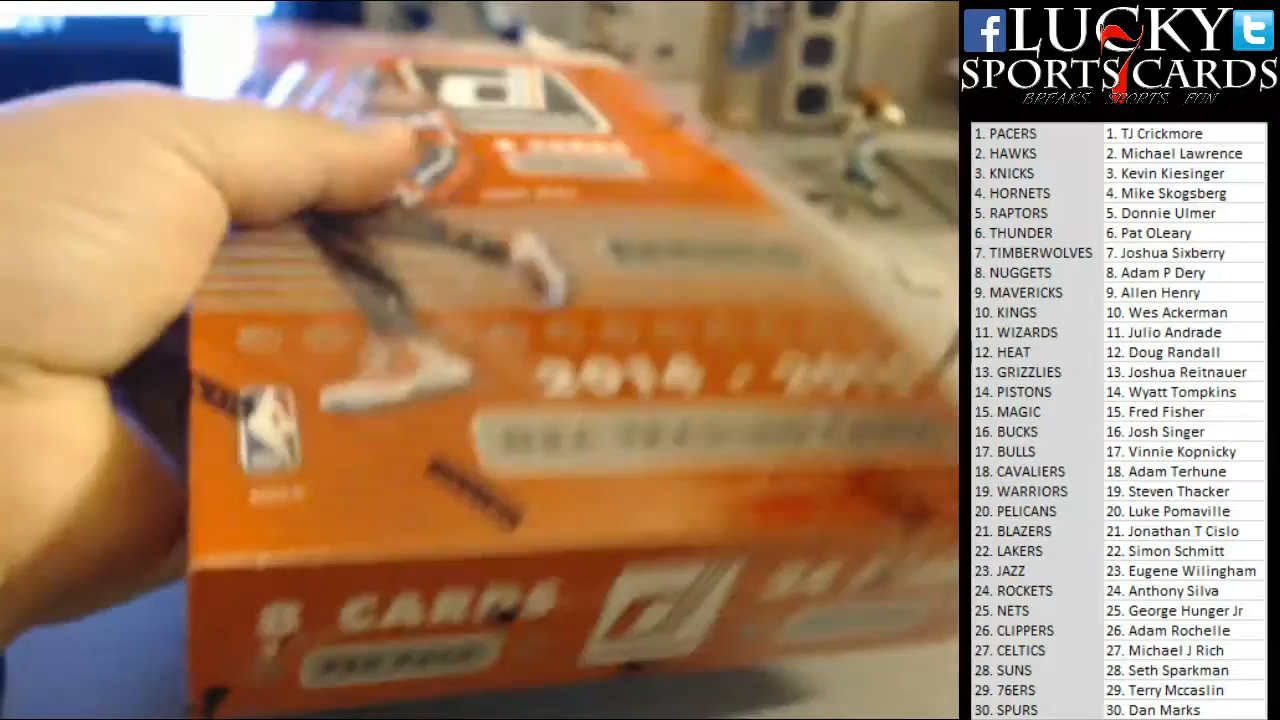 LUCKY
7
SPORTS CARDS
BREAKS. SPORTS. FUN
1. PACERS 1. TJ Crickmore
2. HAWKS 2. Michael Lawrence
3. KNICKS 3. Kevin Kiesinger
4. HORNETS 4. Mike Skogsberg
5. RAPTORS 5. Donnie Ulmer
6. THUNDER 6. Pat OLeary
7. TIMBERWOLVES 7. Joshua Sixberry
8. NUGGETS 8. Adam P Dery
9. MAVERICKS 9. Allen Henry
10. KINGS 10. Wes Ackerman
11. WIZARDS 11. Julio Andrade
12. HEAT 12. Doug Randall
13. GRIZZLIES 13. Joshua Reitnauer
14. PISTONS 14. Wyatt Tompkins
15. MAGIC 15. Fred Fisher
16. BUCKS 16. Josh Singer
17. BULLS 17. Vinnie Kopnicky
18. CAVALIERS 18. Adam Terhune
19. WARRIORS 19. Steven Thacker
20. PELICANS 20. Luke Pomaville
21. BLAZERS 21. Jonathan T Cislo
22. LAKERS 22. Simon Schmitt
23. JAZZ 23. Eugene Wilingham
24. ROCKETS 24. Anthony Silva
25. NETS 25. George Hunger Jr
26. CLIPPERS 26. Adam Rochelle
27. CELTICS 27. Michael J Rich
28. SUNS 28. Seth Sparkman
29. 76ERS 29. Terry Mccaslin
30. SPURS 30. Dan Marks
8 CARDS
PER PACK